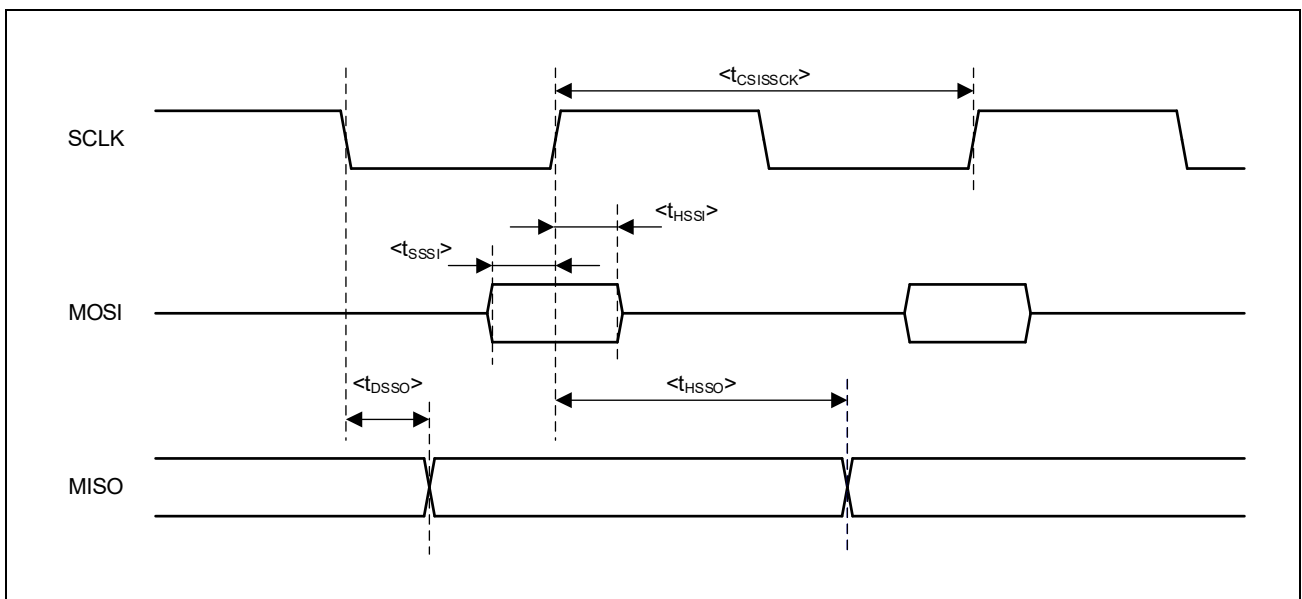 <tCSISSCK>
SCLK
<tHSSI>
<tSSSI>
MOSI
<tDSSO>
<tHSSO>
MISO